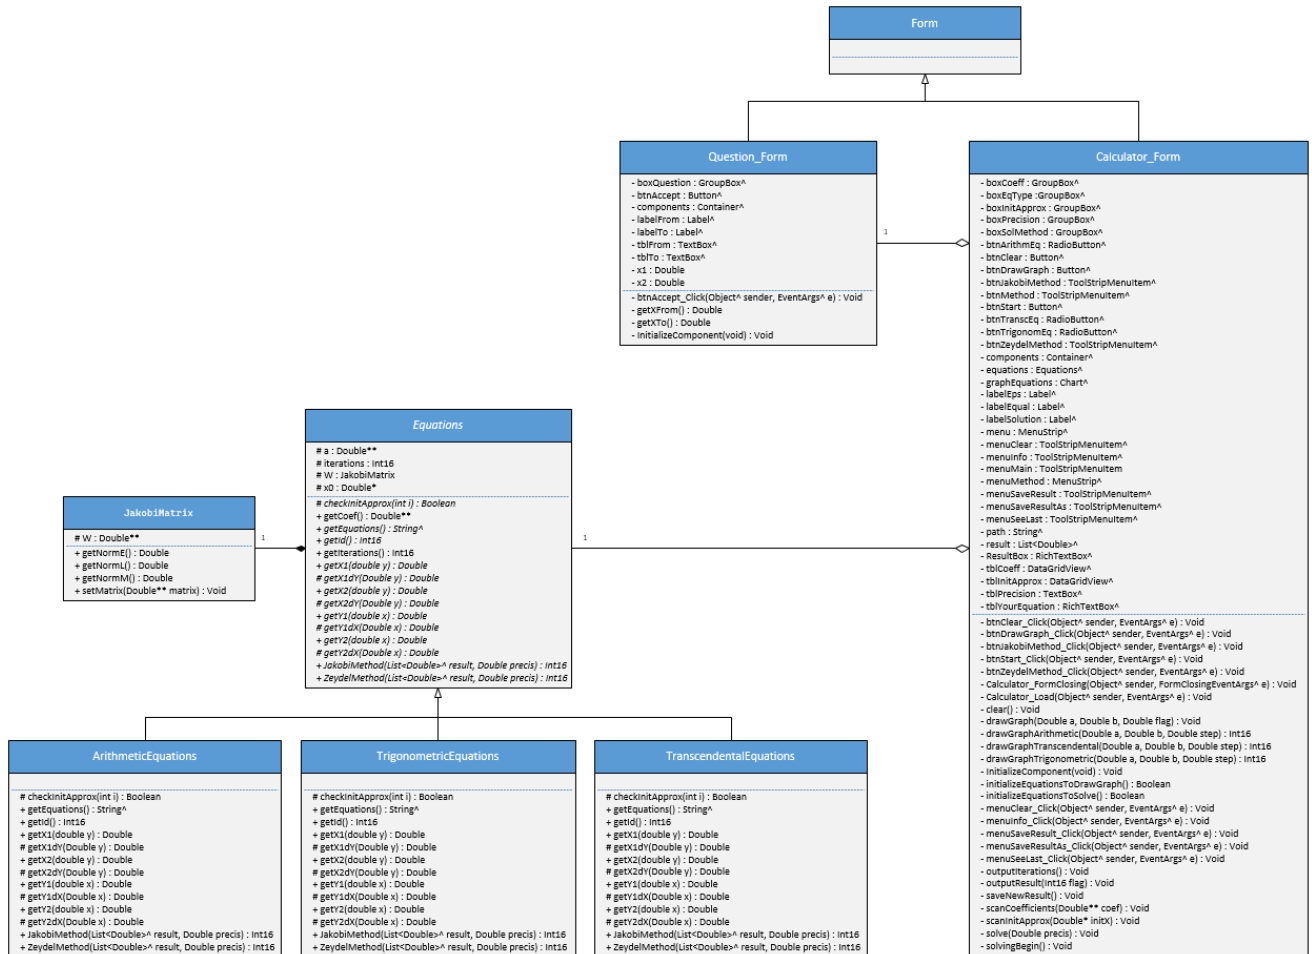 Form
Question_Form
- boxQuestion : GroupBox^
- btnAccept : Button^
- components : Container^
- labelFrom : Label^
- labelTo : Label^
- tblFrom : TextBox^
- tblTo : TextBox^
- x1 : Double
- x2 : Double
- btnAccept_Click(Object^ sender, EventArgs^ e) : Void
- getXFrom() : Double
- getXTo() : Double
- InitializeComponent(void) : Void
1
Calculator_Form
- boxCoeff : GroupBox^
- boxEqType :GroupBox^
- boxInitApprox : GroupBox^
- boxPrecision : GroupBox^
- boxSolMethod : GroupBox^
- btnArithmEq : RadioButton^
- btnClear : Button^
- btnDrawGraph : Button^
- btnJakobiMethod : ToolStripMenuItem^
- btnMethod : ToolStripMenuItem^
- btnStart : Button^
- btnTranscEq : RadioButton^
- btnTrigonomEq : RadioButton^
- btnZeydelMethod : ToolStripMenuItem^
- components : Container^
- equations : Equations^
- graphEquations : Chart^
- labelEps : Label^
- labelEqual : Label^
- labelSolution : Label^
- menu : MenuStrip^
- menuClear : ToolStripMenuItem^
- menuInfo : ToolStripMenuItem^
- menuMain : ToolStripMenuItem
- menuMethod : MenuStrip^
- menuSaveResult : ToolStripMenuItem^
- menuSaveResultAs : ToolStripMenuItem^
- menuSeeLast : ToolStripMenuItem^
- path : String^
- result : List<Double>^
- ResultBox : RichTextBox^
- tblCoeff : DataGridView^
- tblInitApprox : DataGridView^
- tblPrecision : TextBox^
- tblYourEquation : RichTextBox^
- btnClear_Click(Object^ sender, EventArgs^ e) : Void
- btnDrawGraph_Click(Object^ sender, EventArgs^ e) : Void
- btnJakobiMethod_Click(Object^ sender, EventArgs^ e) : Void
- btnStart_Click(Object^ sender, EventArgs^ e) : Void
- btnZeydelMethod_Click(Object^ sender, EventArgs^ e) : Void
- Calculator_FormClosing(Object^ sender, FormClosingEventArgs^ e) : Void
- Calculator_Load(Object^ sender, EventArgs^ e) : Void
- clear() : Void
- drawGraph(Double a, Double b, Double flag) : Void
- drawGraphArithmetic(Double a, Double b, Double step) : Int16
- drawGraphTranscendental(Double a, Double b, Double step) : Int16
- drawGraphTrigonometric(Double a, Double b, Double step) : Int16
- InitializeComponent(void) : Void
- initializeEquationsToDrawGraph() : Boolean
- initializeEquationsToSolve() : Boolean
- menuClear_Click(Object^ sender, EventArgs^ e) : Void
- menuInfo_Click(Object^ sender, EventArgs^ e) : Void
- menuSaveResult_Click(Object^ sender, EventArgs^ e) : Void
- menuSaveResultAs_Click(Object^ sender, EventArgs^ e) : Void
- menuSeeLast_Click(Object^ sender, EventArgs^ e) : Void
- outputIterations() : Void
- outputResult(Int16 flag) : Void
- saveNewResult() : Void
- scanCoefficients(Double** coef) : Void
- scanInitApprox(Double* initX) : Void
- solve(Double precis) : Void
- solvingBegin() : Void
Equations
# a : Double**
# iterations : Int16
# W : JakobiMatrix
# x0 : Double*
# checkInitApprox(int i) : Boolean
+ getCoef() : Double**
+ getEquations() : String^
+ getId() : Int16
+ getIterations() : Int16
+ getX1(double y) : Double
# getX1dY(Double y) : Double
+ getX2(double y) : Double
# getX2dY(Double y) : Double
+ getY1(double x) : Double
# getY1dX(Double x) : Double
+ getY2(double x) : Double
# getY2dX(Double x) : Double
+ JakobiMethod(List<Double>^ result, Double precis) : Int16
+ ZeydelMethod(List<Double>^ result, Double precis) : Int16
1
JakobiMatrix
# W : Double**
+ getNormE() : Double
+ getNormL() : Double
+ getNormM() : Double
+ setMatrix(Double** matrix) : Void
1
ArithmeticEquations
# checkInitApprox(int i) : Boolean
+ getEquations() : String^
+ getId() : Int16
+ getX1(double y) : Double
# getX1dY(Double y) : Double
+ getX2(double y) : Double
# getX2dY(Double y) : Double
+ getY1(double x) : Double
# getY1dX(Double x) : Double
+ getY2(double x) : Double
# getY2dX(Double x) : Double
+ JakobiMethod(List<Double>^ result, Double precis) : Int16
+ ZeydelMethod(List<Double>^ result, Double precis) : Int16
TrigonometricEquations
# checkInitApprox(int i) : Boolean
+ getEquations() : String^
+ getId() : Int16
+ getX1(double y) : Double
# getX1dY(Double y) : Double
+ getX2(double y) : Double
# getX2dY(Double y) : Double
+ getY1(double x) : Double
# getY1dX(Double x) : Double
+ getY2(double x) : Double
# getY2dX(Double x) : Double
+ JakobiMethod(List<Double>^ result, Double precis) : Int16
+ ZeydelMethod(List<Double>^ result, Double precis) : Int16
TranscendentalEquations
# checkInitApprox(int i) : Boolean
+ getEquations() : String^
+ getId() : Int16
+ getX1(double y) : Double
# getX1dY(Double y) : Double
+ getX2(double y) : Double
# getX2dY(Double y) : Double
+ getY1(double x) : Double
# getY1dX(Double x) : Double
+ getY2(double x) : Double
# getY2dX(Double x) : Double
+ JakobiMethod(List<Double>^ result, Double precis) : Int16
+ ZeydelMethod(List<Double>^ result, Double precis) : Int16